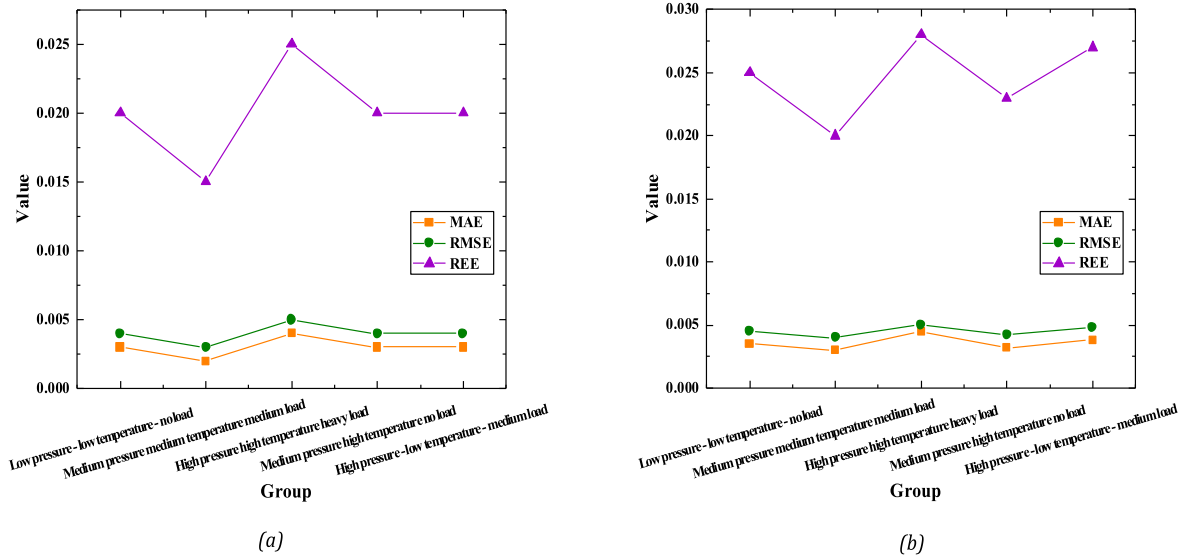 0.025
0.020
0.015
0.010
0.005
0.000
Value
MAE
RMSE
REE
Low pressure - low temperature - no load
Medium pressure medium temperature medium load
High pressure high temperature heavy load
Medium pressure high temperature no load
High pressure - low temperature - medium load
Group
(a)
0.030
0.025
0.020
0.015
0.010
0.005
0.000
Value
MAE
RMSE
REE
Low pressure - low temperature - no load
Medium pressure medium temperature medium load
High pressure high temperature heavy load
Medium pressure high temperature no load
High pressure - low temperature - medium load
Group
(b)